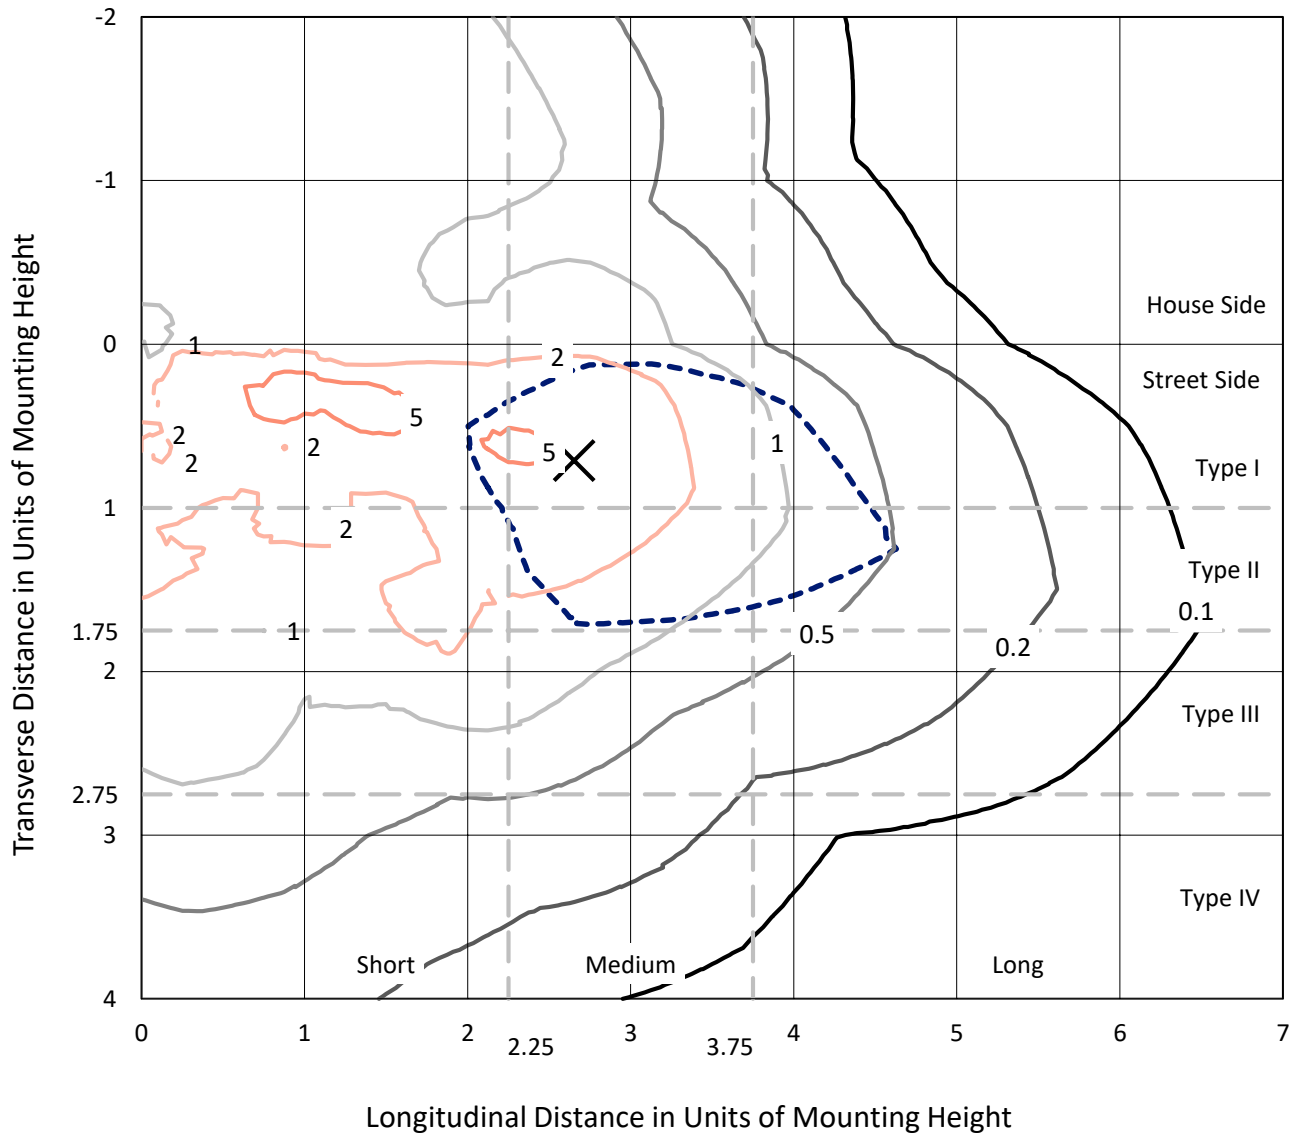 -2
-1
0
1
1.75
2
2.75
3
4
Transverse Distance in Units of Mounting Height
House Side
Street Side
Type I
Type II
Type III
Type IV
1
2
5
2
2
2
5
1
2
1
0.5
0.2
0.1
Short
Medium
Long
0
1
2
2.25
3
3.75
4
5
6
7
Longitudinal Distance in Units of Mounting Height